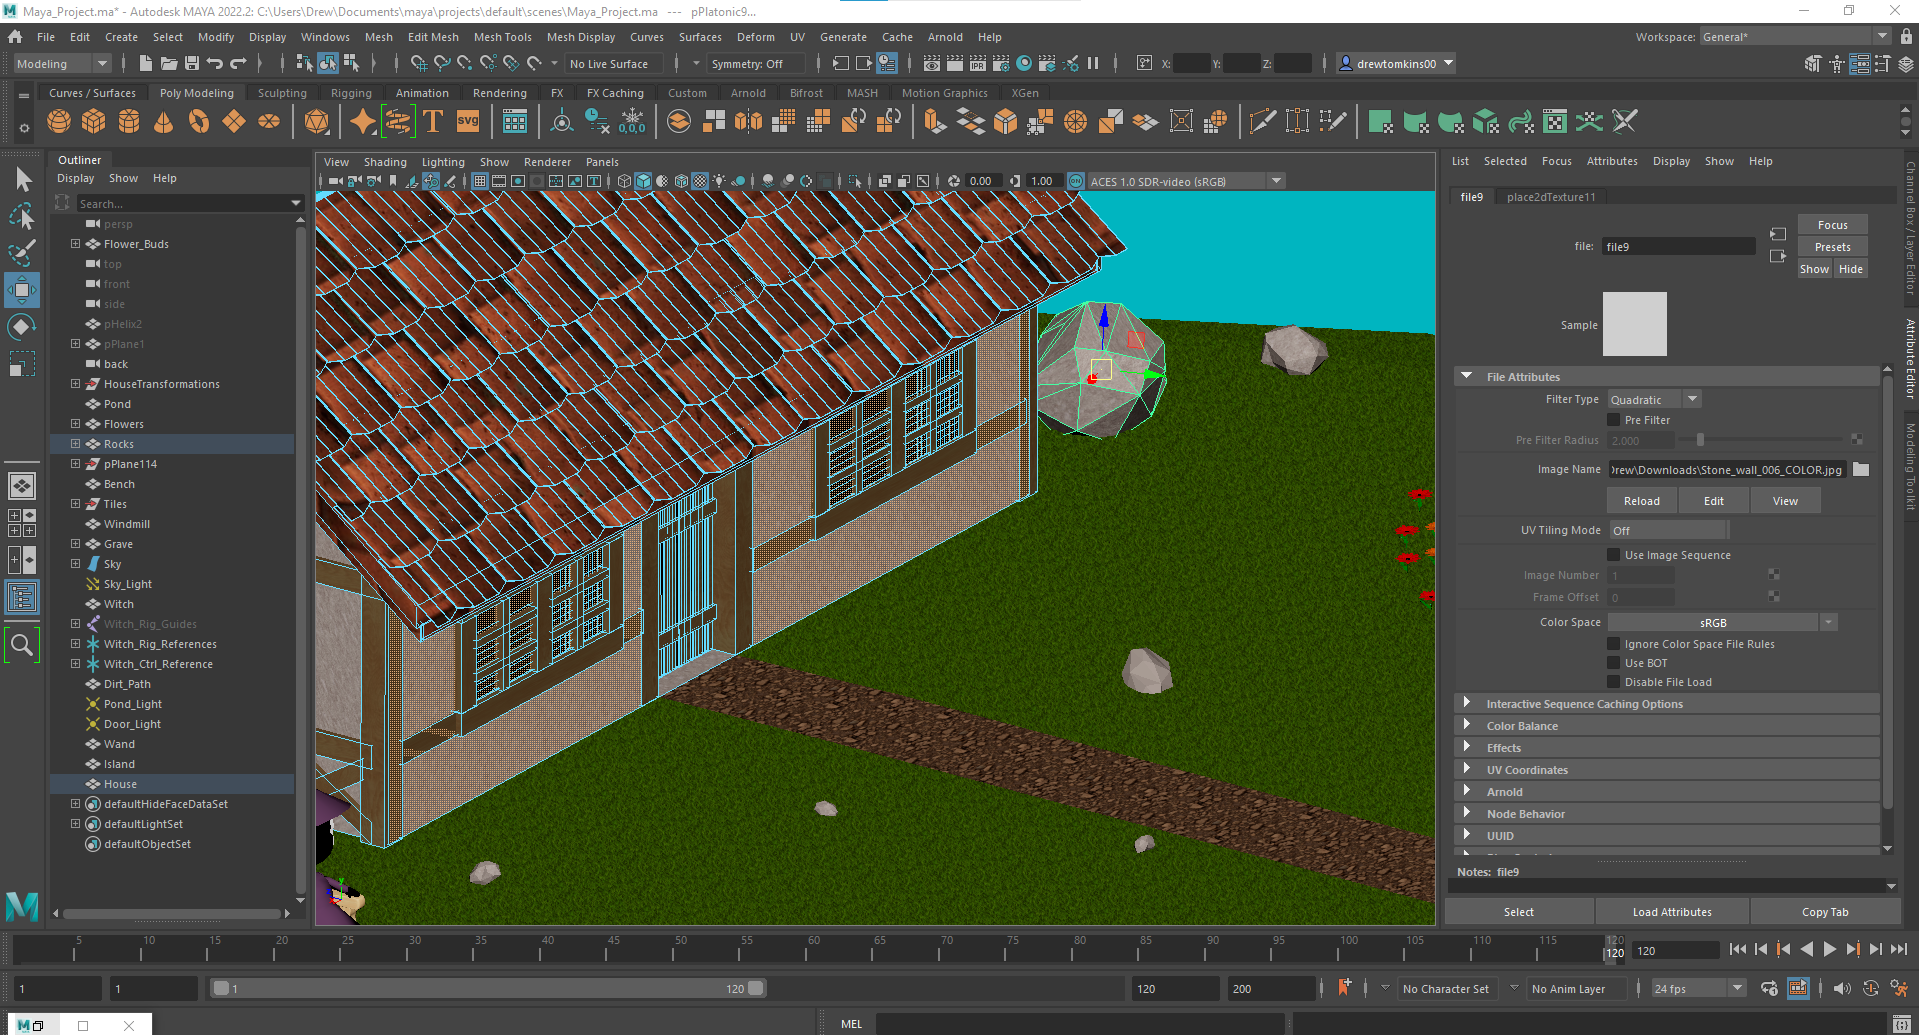 Maya_Project.ma* - Autodesk MAYA 2022.2: C:\Users\Drew\Documents\maya\projects\default\scenes\Maya_Project.ma --- pPlatonic9...
File Edit Create Select Modify Display Windows Mesh Edit Mesh Mesh Tools Mesh Display Curves Surfaces Deform UV Generate Cache Arnold Help
Workspace: General*
Modeling No Live Surface Symmetry: Off IPR X: Y: Z: drewtomkins00
Curves / Surfaces Poly Modeling Sculpting Rigging Animation Rendering FX FX Caching Custom Arnold Bifrost MASH Motion Graphics XGen
T svg 0,0,0
Outliner
Display Show Help
Search...
persp
Flower_Buds
top
front
side
pHelix2
pPlane1
back
HouseTransformations
Pond
Flowers
Rocks
pPlane114
Bench
Tiles
Windmill
Grave
Sky
Sky_Light
Witch
Witch_Rig_Guides
Witch_Rig_References
Witch_Ctrl_Reference
Dirt_Path
Pond_Light
Door_Light
Wand
Island
House
defaultHideFaceDataSet
defaultLightSet
defaultObjectSet
View Shading Lighting Show Renderer Panels
0.00 1.00 ON ACES 1.0 SDR-video (sRGB)
y
List Selected Focus Attributes Display Show Help
file9 place2dTexture11
file: file9
Focus
Presets
Show Hide
Sample
File Attributes
Filter Type Quadratic
Pre Filter
Pre Filter Radius 2.000
Image Name )rew\Downloads\Stone_wall_006_COLOR.jpg
Reload Edit View
UV Tiling Mode Off
Use Image Sequence
Image Number 1
Frame Offset 0
Color Space sRGB
Ignore Color Space File Rules
Use BOT
Disable File Load
Interactive Sequence Caching Options
Color Balance
Effects
UV Coordinates
Arnold
Node Behavior
UUID
Notes: file9
Select Load Attributes Copy Tab
Channel Box / Layer Editor
Attribute Editor
Modeling Toolkit
5 10 15 20 25 30 35 40 45 50 55 60 65 70 75 80 85 90 95 100 105 110 115 120
120 120
1 1 1 120 120 200 No Character Set No Anim Layer 24 fps
M MEL